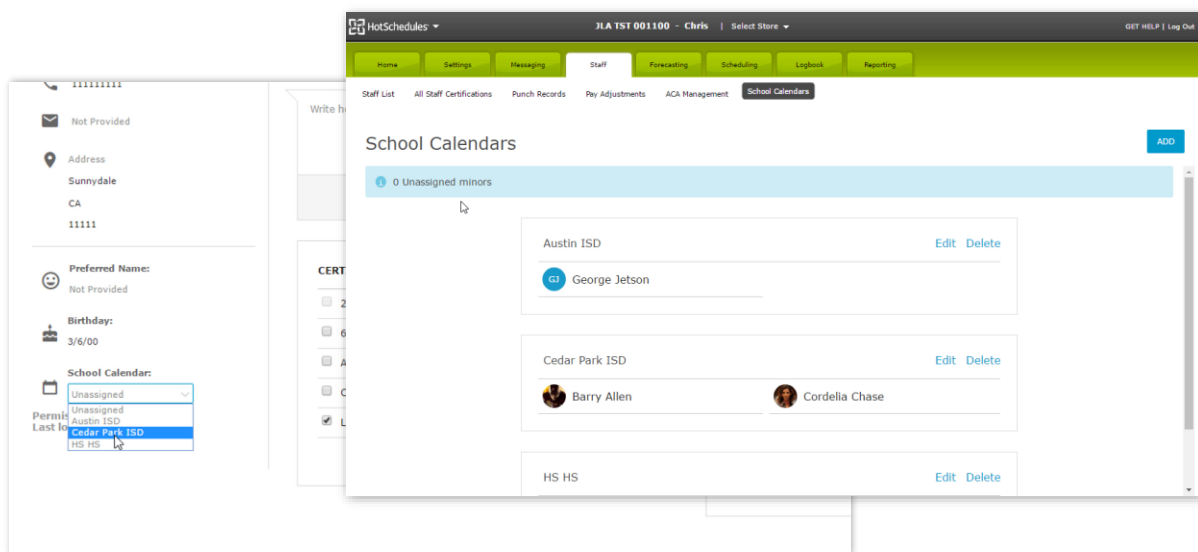 HotSchedules
JLA TST 001100 - Chris | Select Store
GET HELP | Log Out
Home Settings Messaging Staff Forecasting Scheduling Logbook Reporting
Staff List All Staff Certifications Punch Records Pay Adjustments ACA Management School Calendars
School Calendars
ADD
0 Unassigned minors
Austin ISD Edit Delete
GJ George Jetson
Cedar Park ISD Edit Delete
Barry Allen Cordelia Chase
HS HS Edit Delete
Not Provided
Address
Sunnydale
CA
11111
Preferred Name:
Not Provided
Birthday:
3/6/00
School Calendar:
Unassigned
Unassigned
Austin ISD
Cedar Park ISD
HS HS
Permis
Last lo
Write h
CERT
2
6
A
C
L